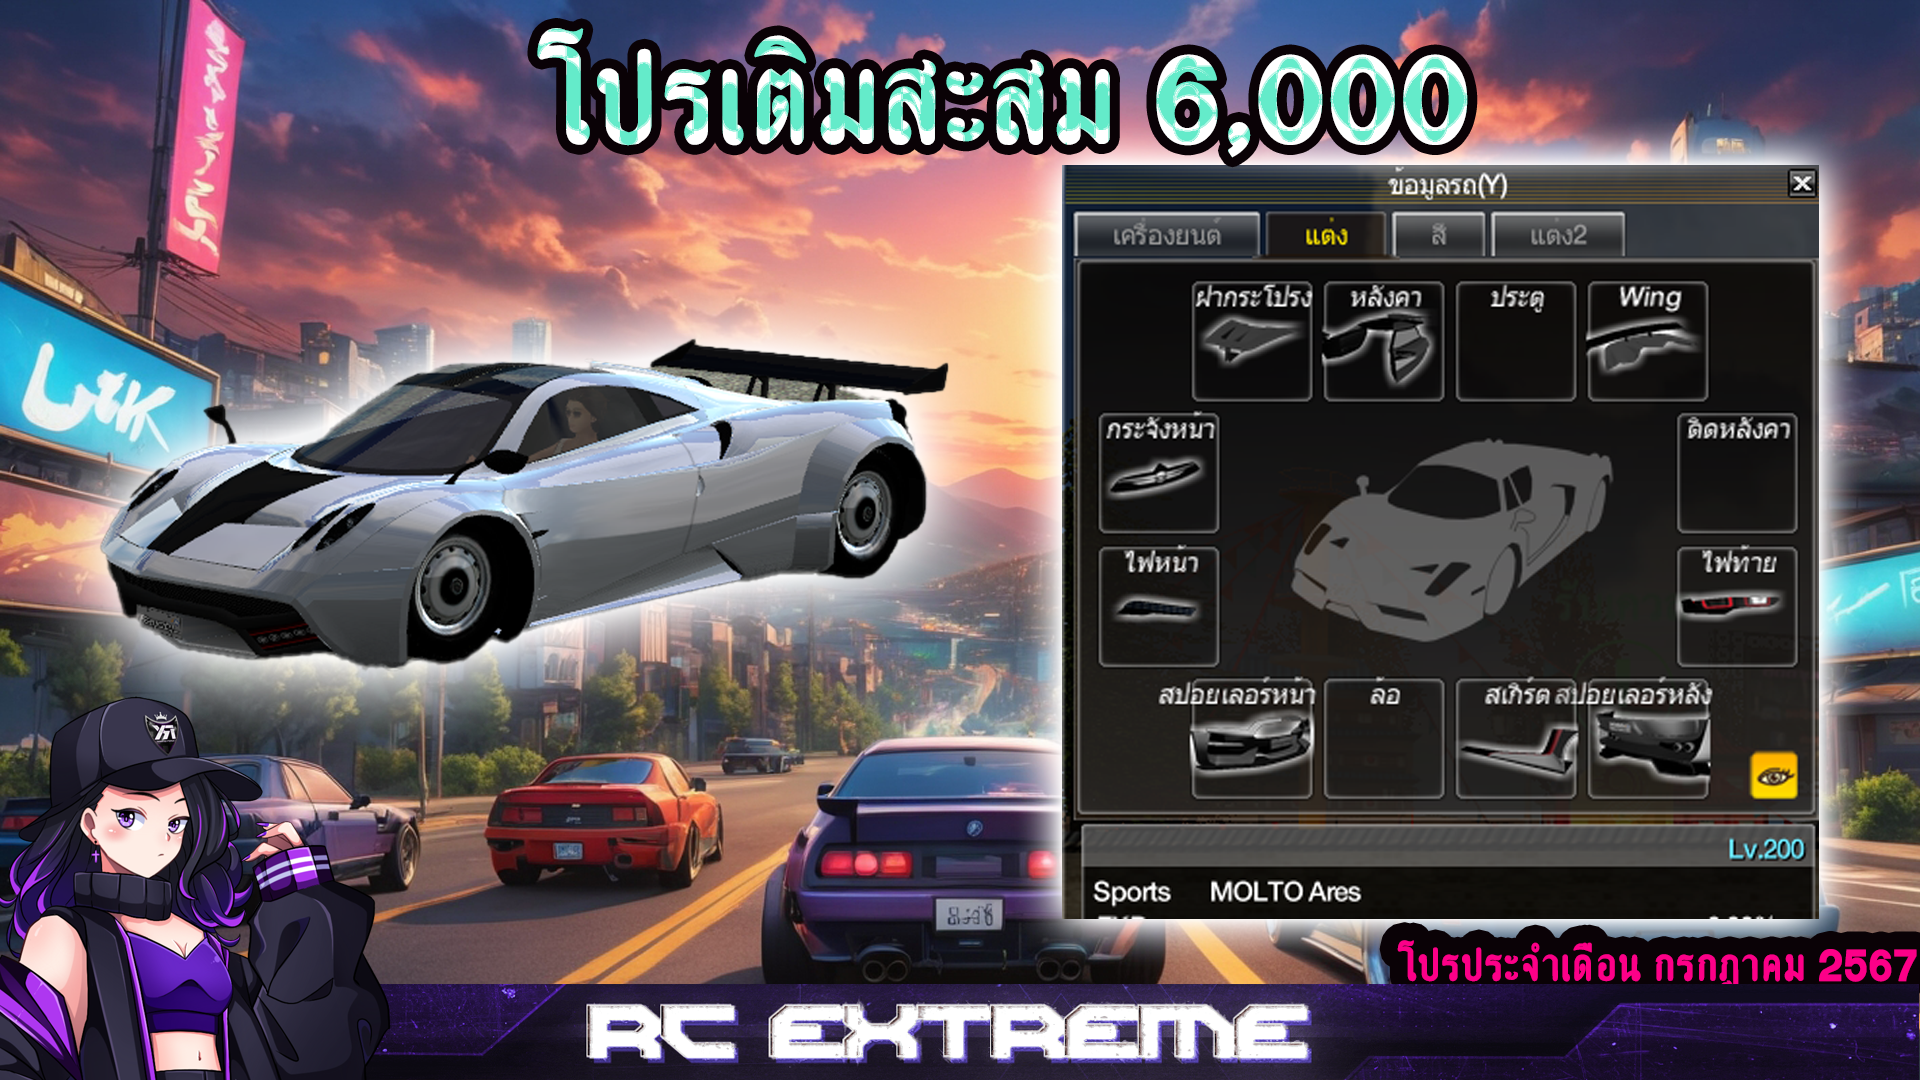 โปรเติมสะสม 6,000
ข้อมูลรถ(Y)
เครื่องยนต์ แต่ง สี แต่ง2
ฝากระโปรง หลังคา ประตู Wing
กระจังหน้า ติดหลังคา
ไฟหน้า ไฟท้าย
สปอยเลอร์หน้า ล้อ สเกิร์ต สปอยเลอร์หลัง
Lv.200
Sports MOLTO Ares
โปรประจำเดือน กรกฎาคม 2567
RC EXTREME